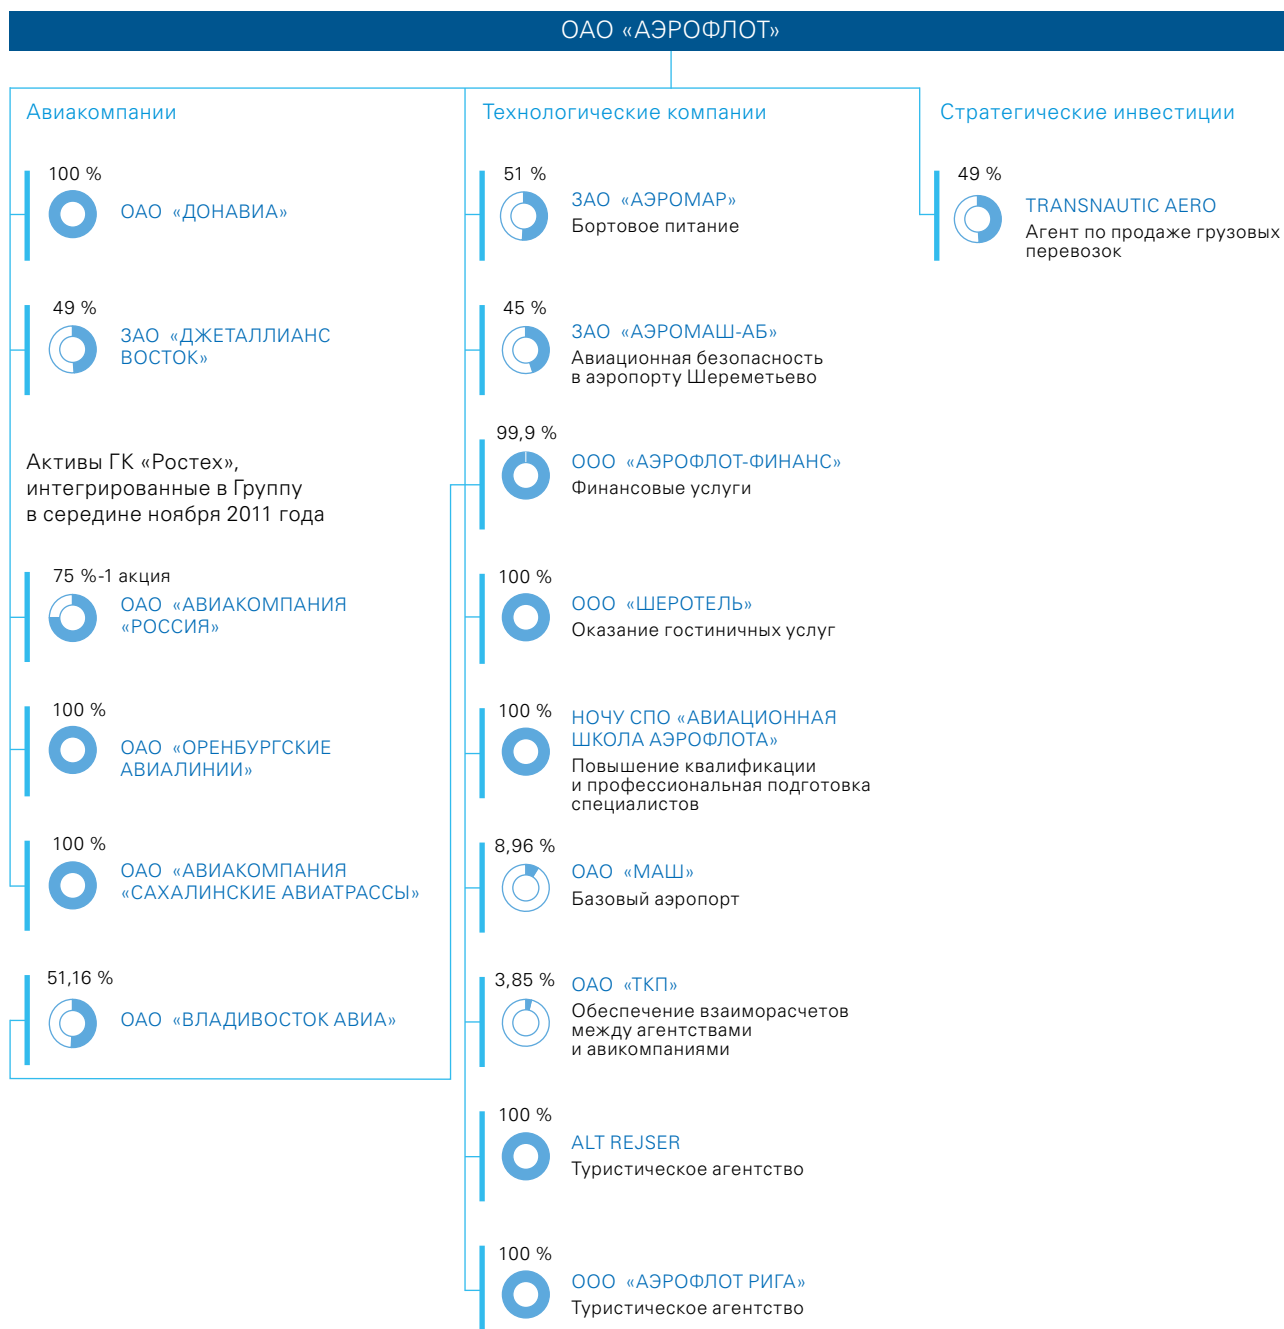 ОАО «АЭРОФЛОТ»
Авиакомпании
100 %
ОАО «ДОНАВИА»
49 %
ЗАО «ДЖЕТАЛЛИАНС
ВОСТОК»
Активы ГК «Ростех»,
интегрированные в Группу
в середине ноября 2011 года
75 %-1 акция
ОАО «АВИАКОМПАНИЯ
«РОССИЯ»
100 %
ОАО «ОРЕНБУРГСКИЕ
АВИАЛИНИИ»
100 %
ОАО «АВИАКОМПАНИЯ
«САХАЛИНСКИЕ АВИАТРАССЫ»
51,16 %
ОАО «ВЛАДИВОСТОК АВИА»
Технологические компании
51 %
ЗАО «АЭРОМАР»
Бортовое питание
45 %
ЗАО «АЭРОМАШ-АБ»
Авиационная безопасность
в аэропорту Шереметьево
99,9 %
ООО «АЭРОФЛОТ-ФИНАНС»
Финансовые услуги
100 %
ООО «ШЕРОТЕЛЬ»
Оказание гостиничных услуг
100 %
НОЧУ СПО «АВИАЦИОННАЯ
ШКОЛА АЭРОФЛОТА»
Повышение квалификации
и профессиональная подготовка
специалистов
8,96 %
ОАО «МАШ»
Базовый аэропорт
3,85 %
ОАО «ТКП»
Обеспечение взаиморасчетов
между агентствами
и авикомпаниями
100 %
ALT REJSER
Туристическое агентство
100 %
ООО «АЭРОФЛОТ РИГА»
Туристическое агентство
Стратегические инвестиции
49 %
TRANSNAUTIC AERO
Агент по продаже грузовых
перевозок